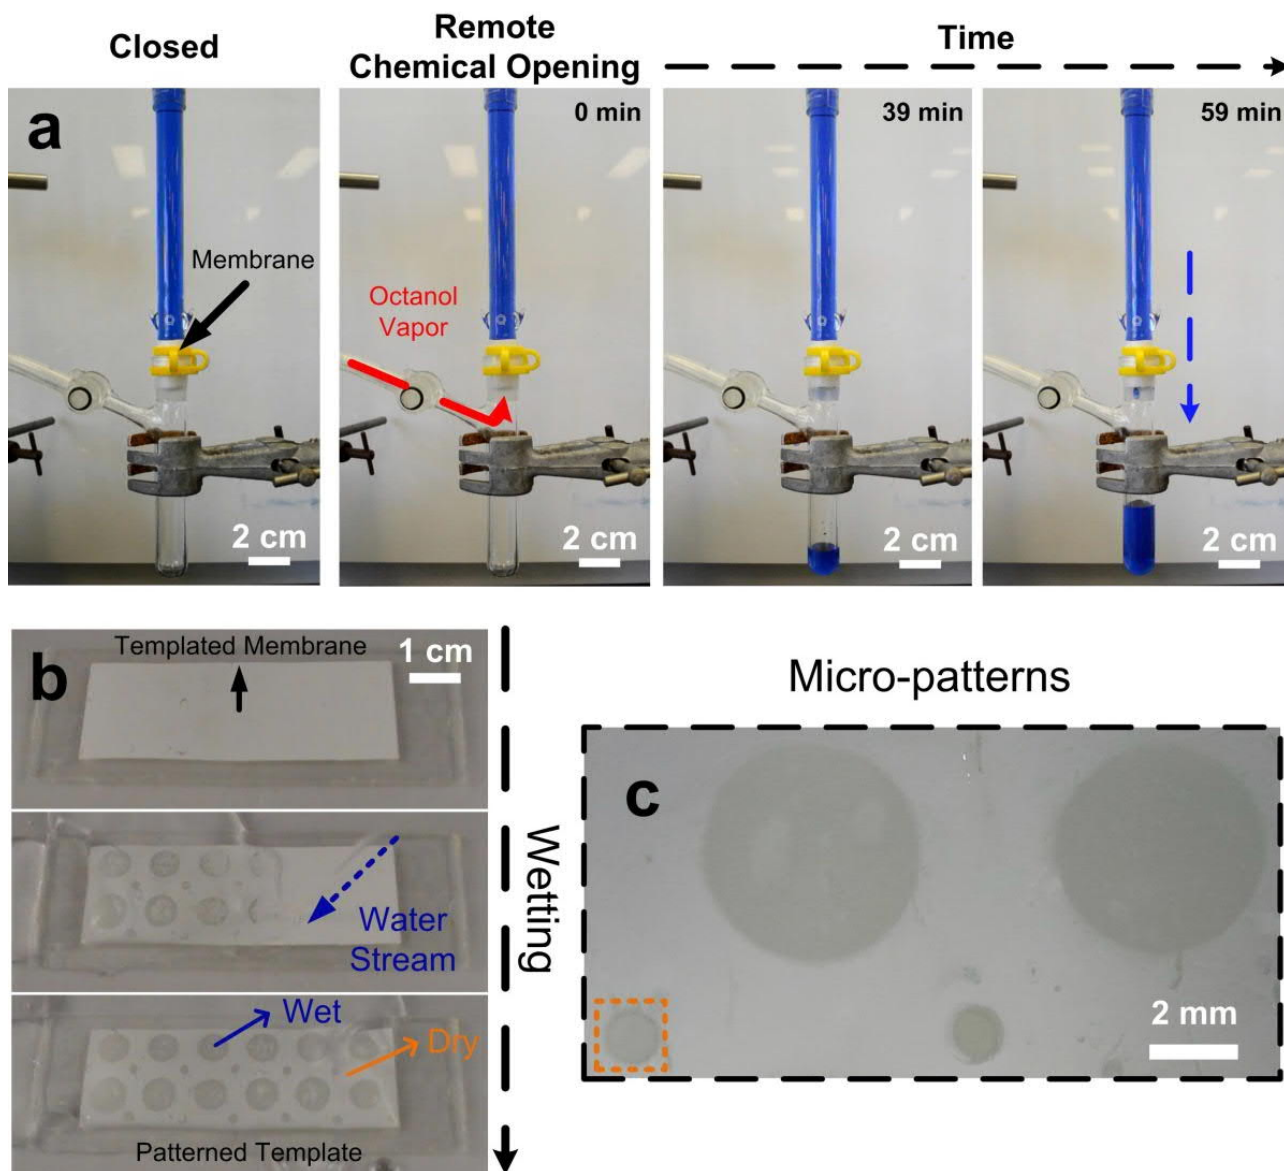 Closed
Remote
Chemical Opening
Time
a
0 min
39 min
59 min
Membrane
Octanol
Vapor
2 cm
2 cm
2 cm
2 cm
b
Templated Membrane
1 cm
Water
Stream
Wet
Dry
Patterned Template
Wetting
Micro-patterns
c
2 mm